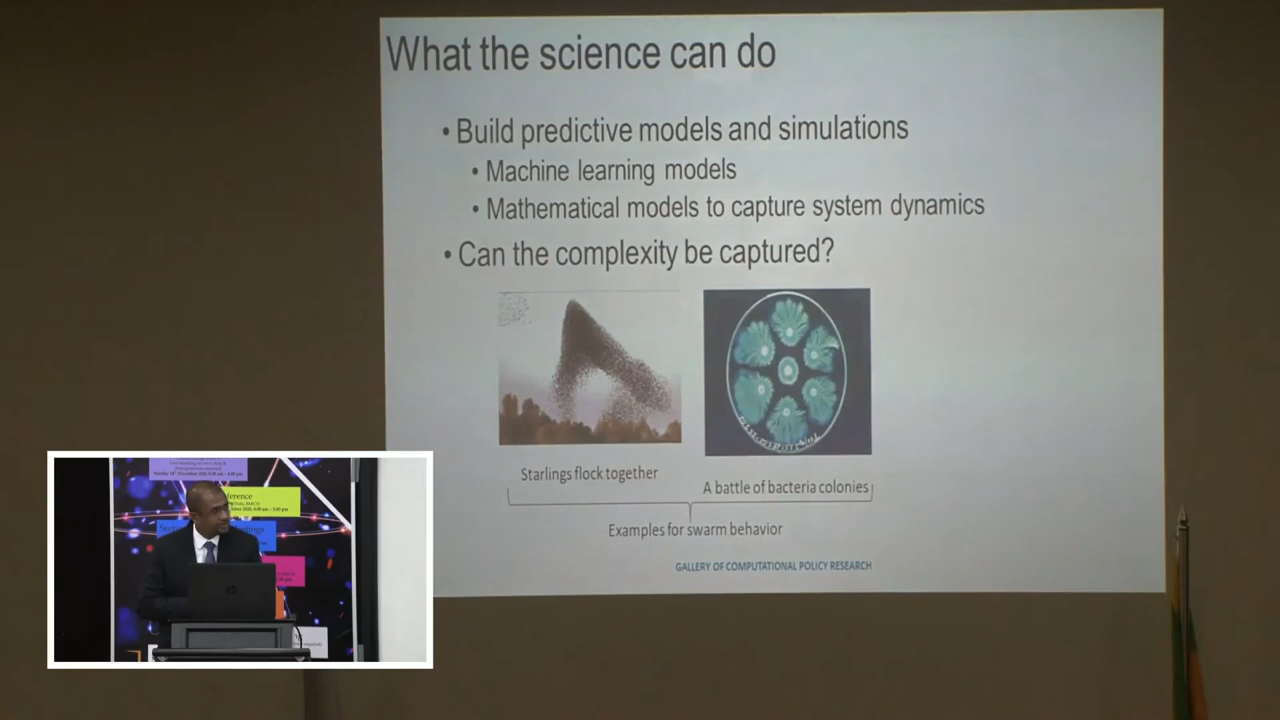 What the science can do
• Build predictive models and simulations
• Machine learning models
• Mathematical models to capture system dynamics
• Can the complexity be captured?
Starlings flock together
A battle of bacteria colonies
Examples for swarm behavior
GALLERY OF COMPUTATIONAL POLICY RESEARCH
ference
hp